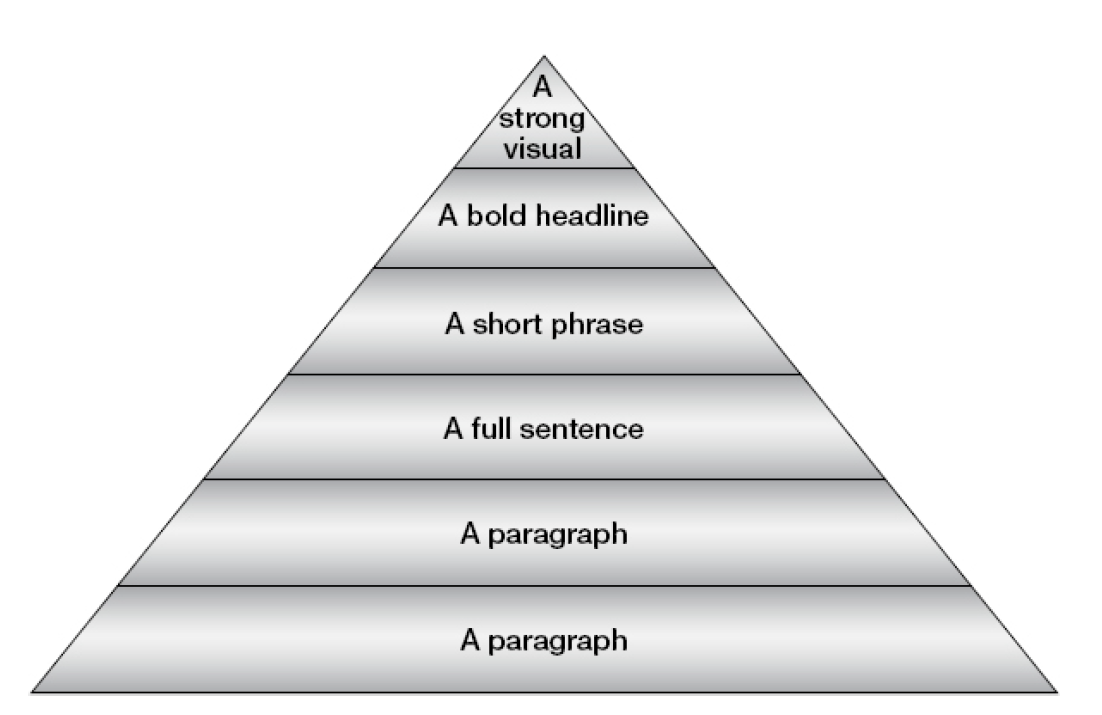 A
strong
visual
A bold headline
A short phrase
A full sentence
A paragraph
A paragraph